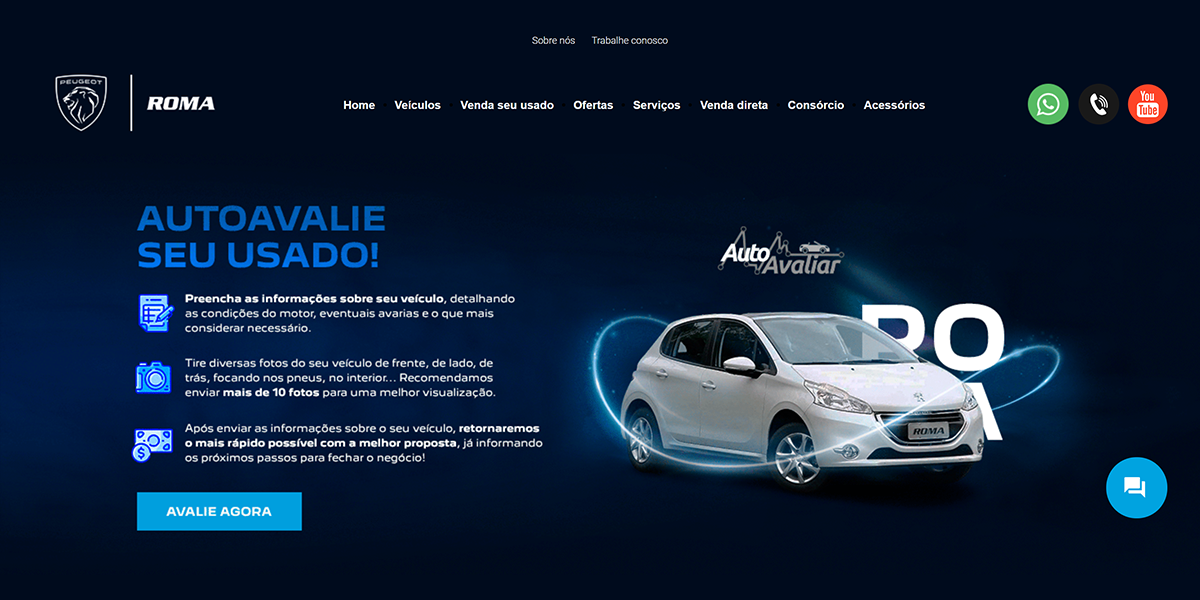 Sobre nós Trabalhe conosco
PEUGEOT
ROMA
Home Veículos Venda seu usado Ofertas Serviços Venda direta Consórcio Acessórios
You
Tube
AUTOAVALIE
SEU USADO!
Preencha as informações sobre seu veículo, detalhando
as condições do motor, eventuais avarias e o que mais
considerar necessário.
Tire diversas fotos do seu veículo de frente, de lado, de
trás, focando nos pneus, no interior... Recomendamos
enviar mais de 10 fotos para uma melhor visualização.
Após enviar as informações sobre o seu veículo, retornaremos
o mais rápido possível com a melhor proposta, já informando
os próximos passos para fechar o negócio!
$
AVALIE AGORA
Auto
Avaliar
RO
MA
ROMA